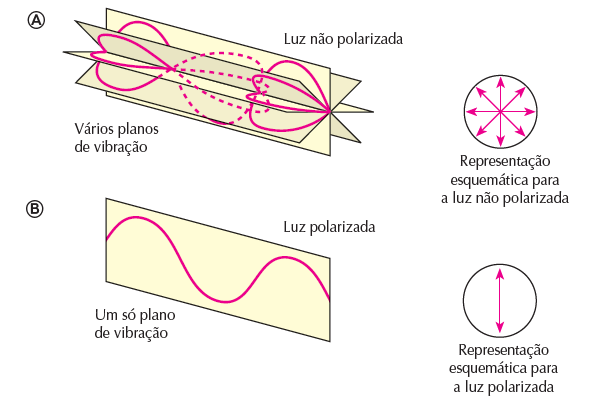 A
Luz não polarizada
Vários planos
de vibração
Representação
esquemática para
a luz não polarizada
B
Luz polarizada
Um só plano
de vibração
Representação
esquemática para
a luz polarizada